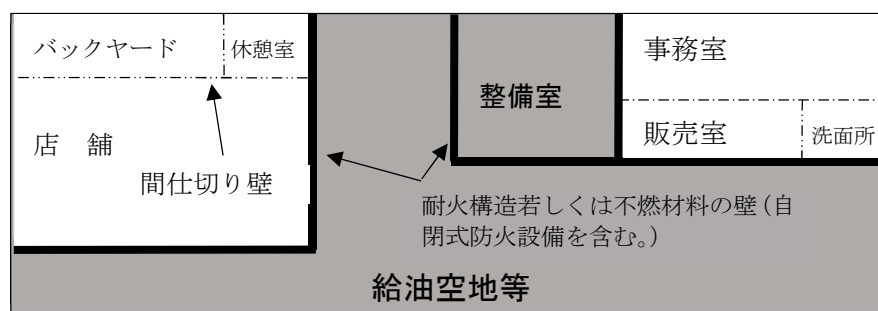 バックヤード
休憩室
事務室
整備室
店　舗
販売室
洗面所
間仕切り壁
耐火構造若しくは不燃材料の壁（自
閉式防火設備を含む。）
給油空地等